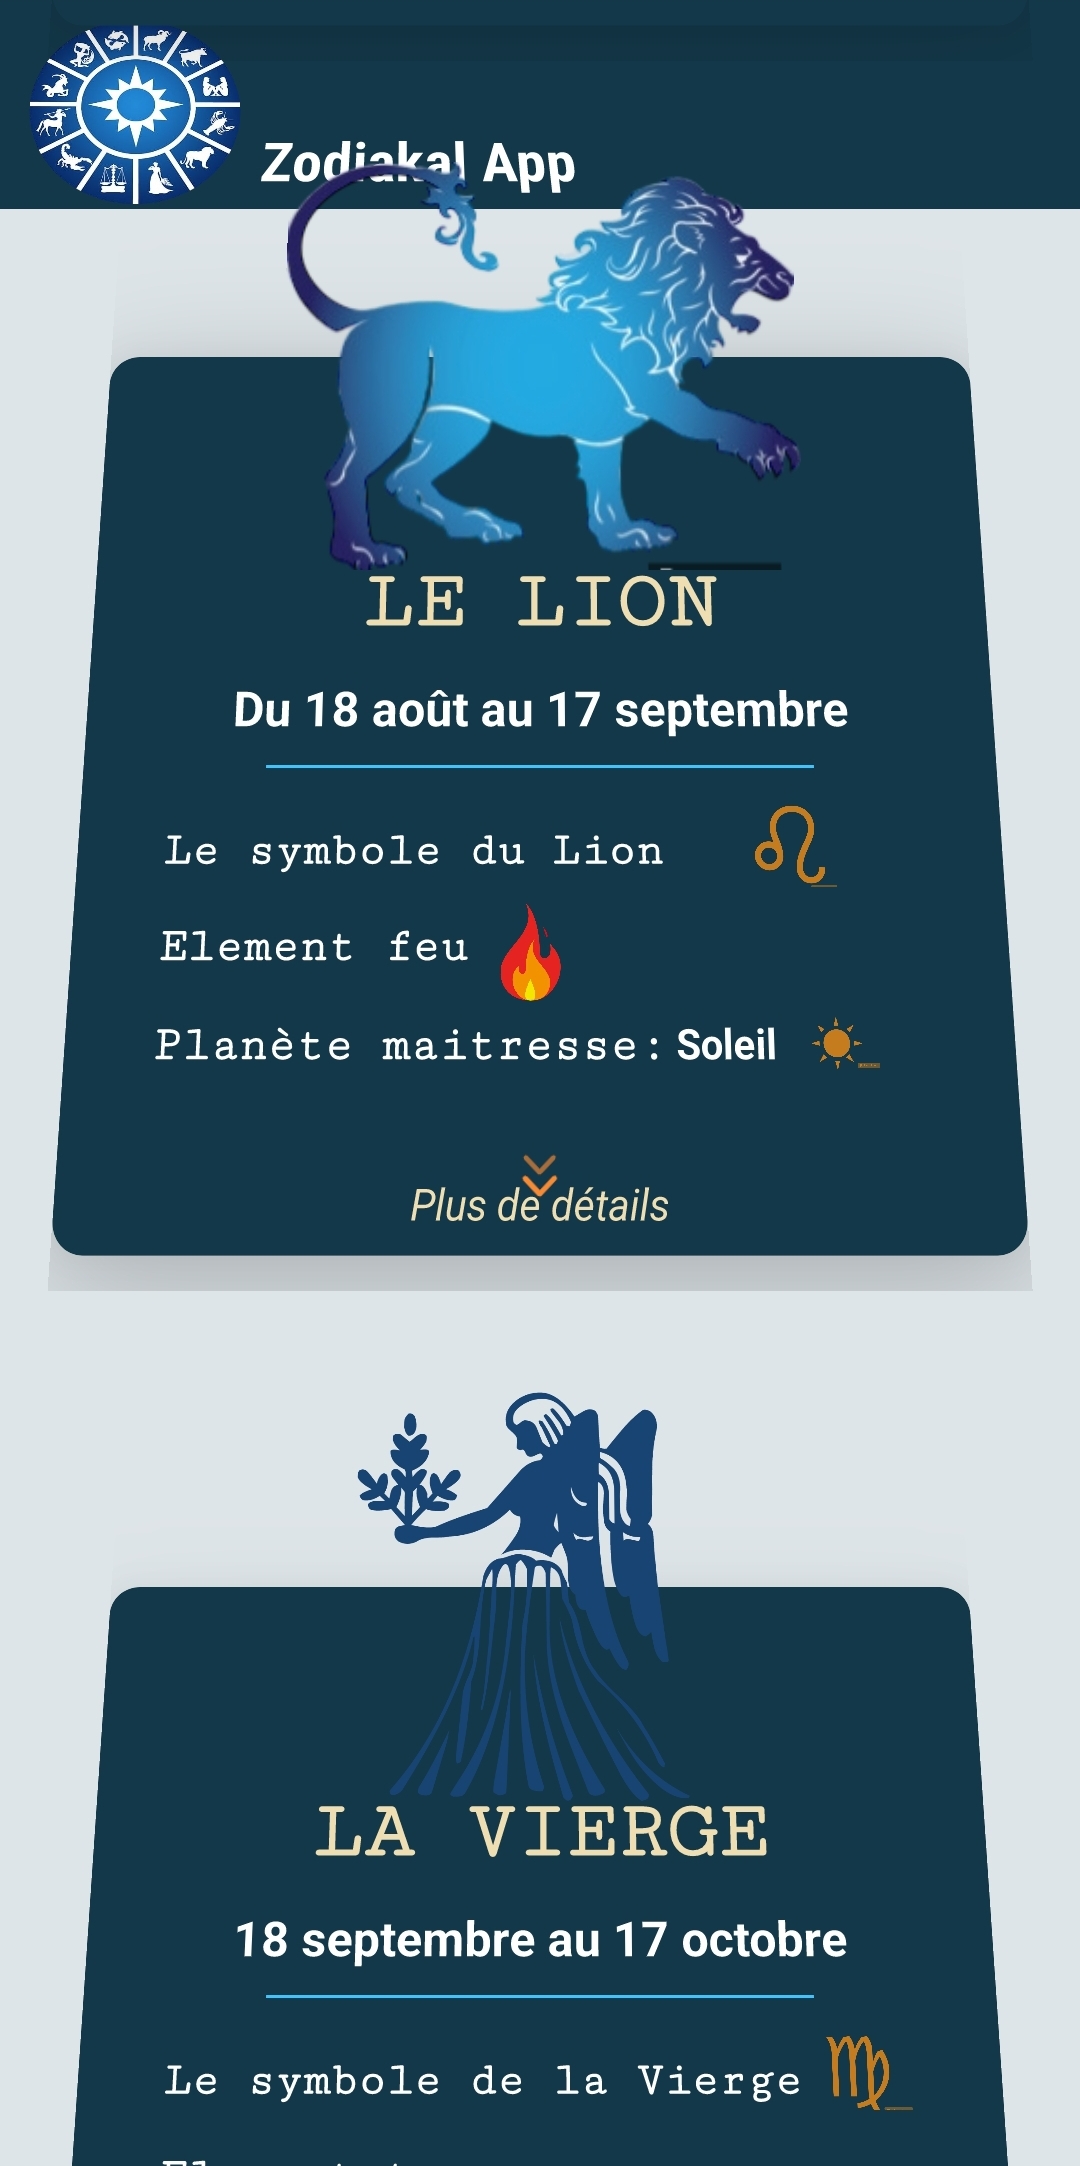 Zodiakal App
LE LION
Du 18 août au 17 septembre
Le symbole du Lion
Element feu
Planète maitresse: Soleil
Plus de détails
LA VIERGE
18 septembre au 17 octobre
Le symbole de la Vierge